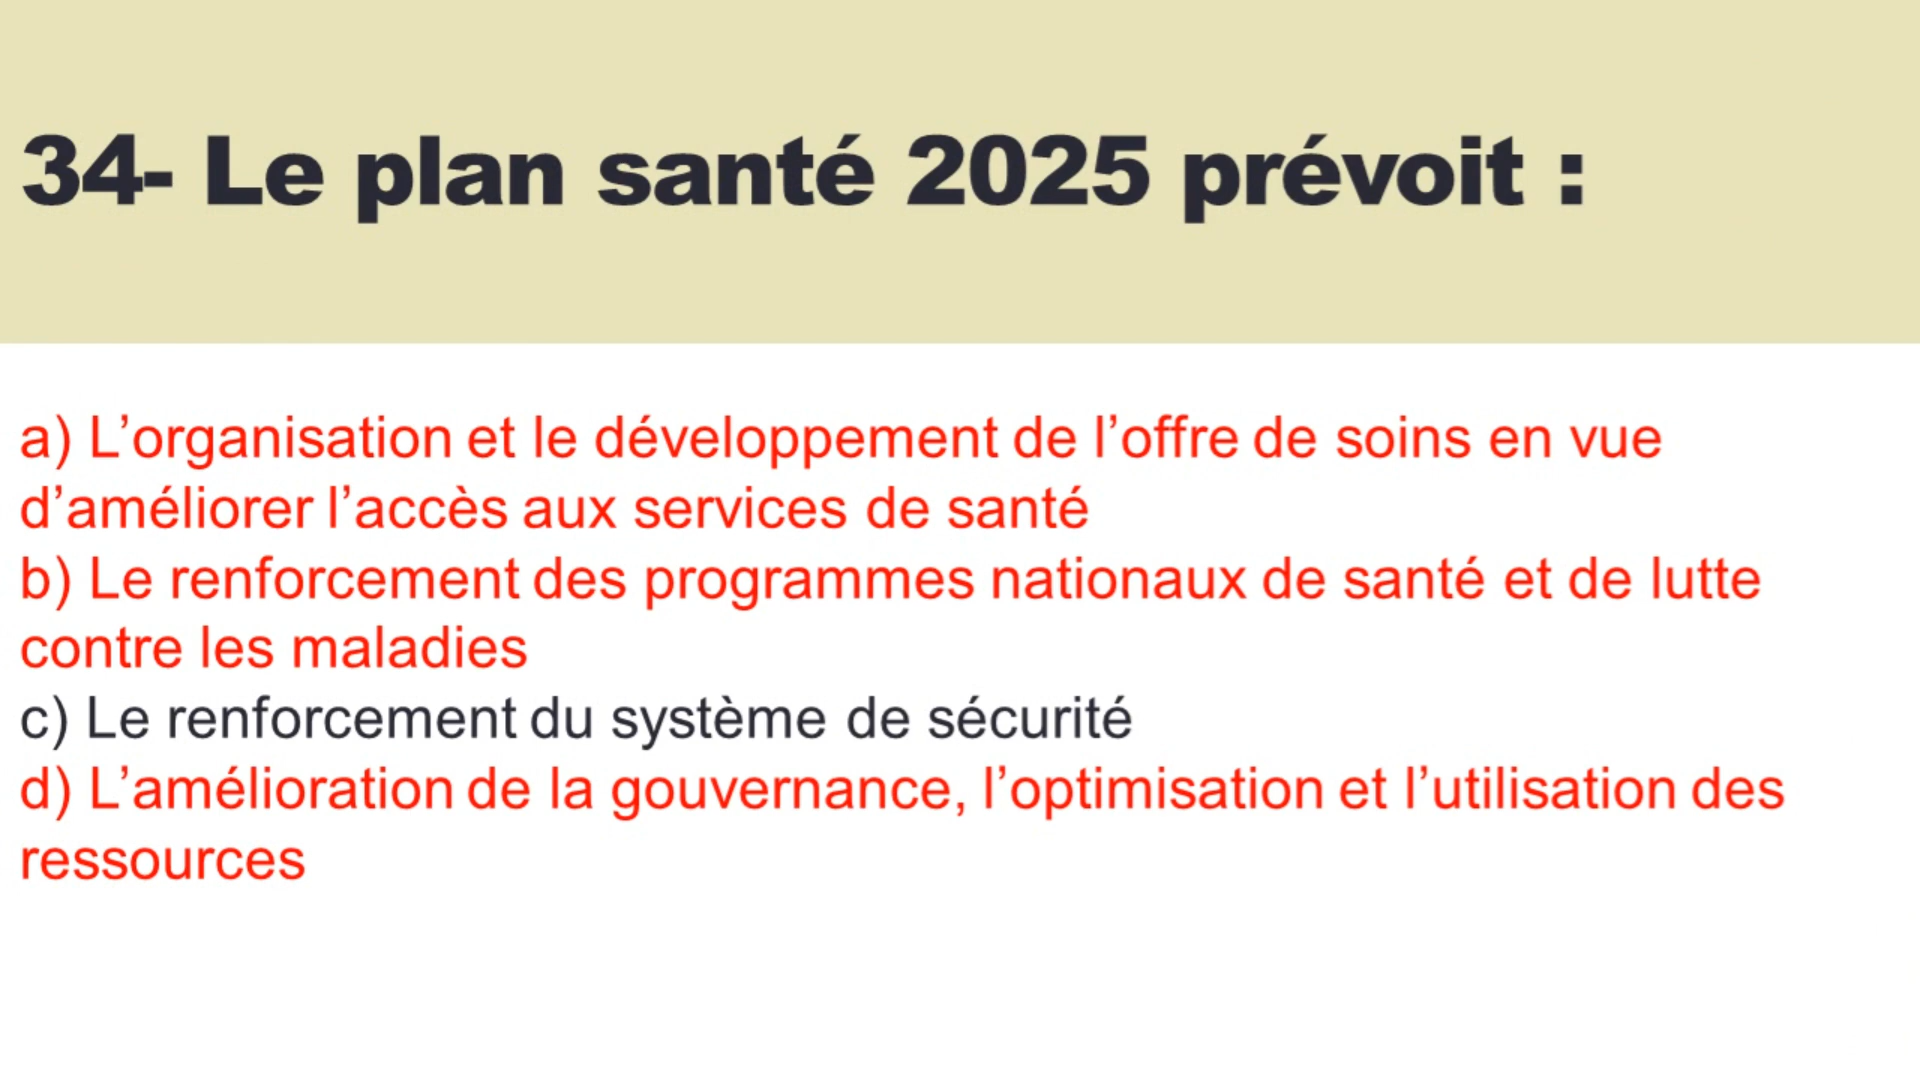 34- Le plan santé 2025 prévoit :
a) L’organisation et le développement de l’offre de soins en vue
d’améliorer l’accès aux services de santé
b) Le renforcement des programmes nationaux de santé et de lutte
contre les maladies
c) Le renforcement du système de sécurité
d) L’amélioration de la gouvernance, l’optimisation et l’utilisation des
ressources